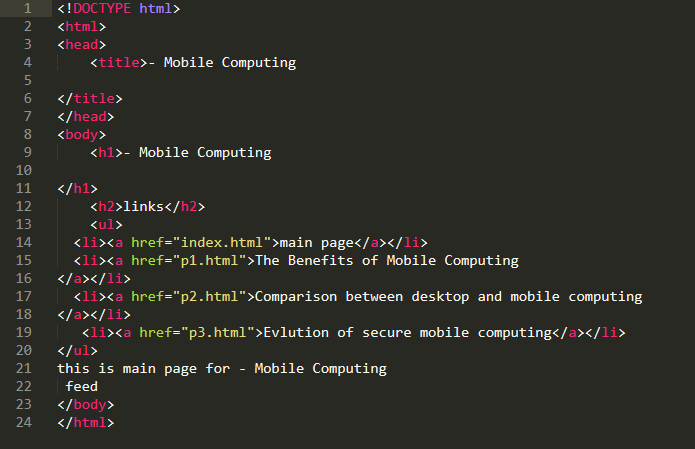 1 <!DOCTYPE html>
2 <html>
3 <head>
4     <title>- Mobile Computing
5
6 </title>
7 </head>
8 <body>
9     <h1>- Mobile Computing
10
11 </h1>
12     <h2>links</h2>
13     <ul>
14   <li><a href="index.html">main page</a></li>
15   <li><a href="p1.html">The Benefits of Mobile Computing
16 </a></li>
17   <li><a href="p2.html">Comparison between desktop and mobile computing
18 </a></li>
19    <li><a href="p3.html">Evlution of secure mobile computing</a></li>
20 </ul>
21 this is main page for - Mobile Computing
22  feed
23 </body>
24 </html>